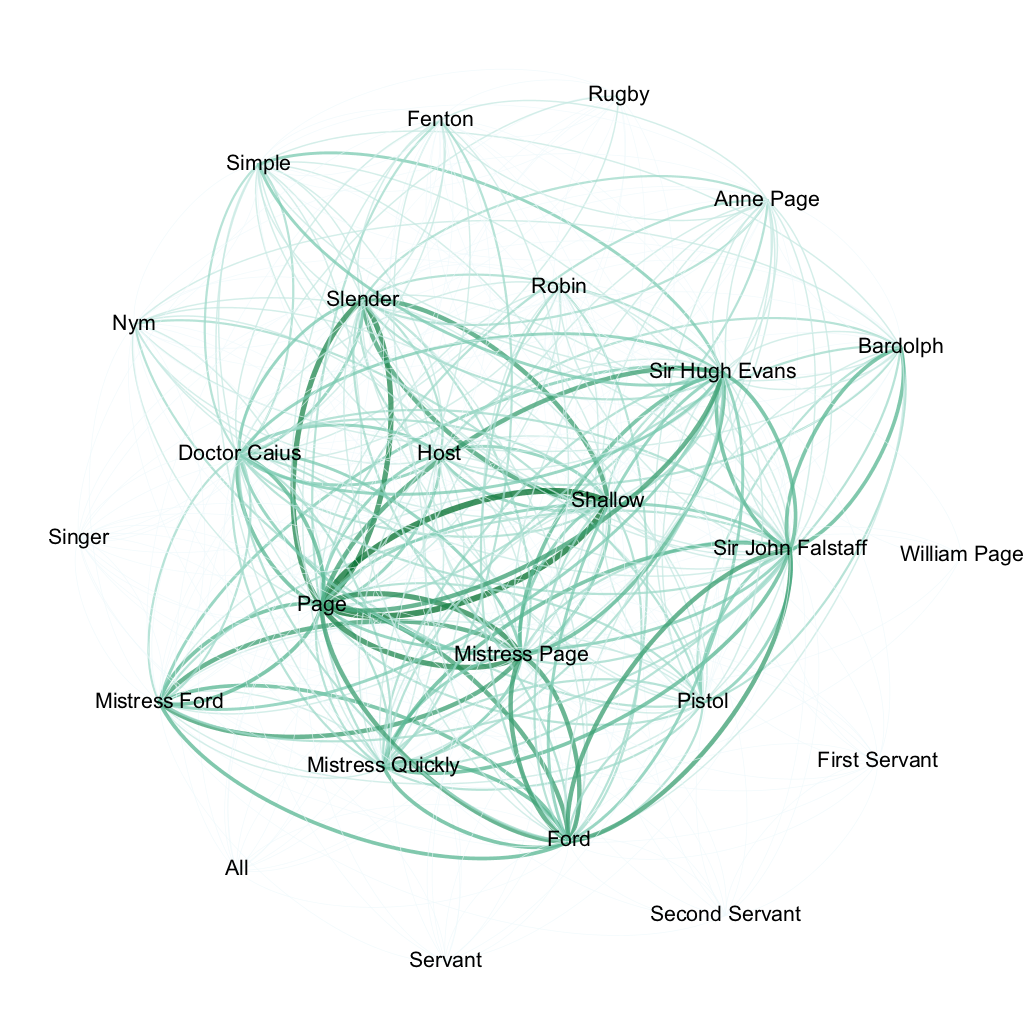 Rugby
Fenton
Simple
Anne Page
Robin
Slender
Nym
Bardolph
Sir Hugh Evans
Doctor Caius
Host
Shallow
Singer
Sir John Falstaff
William Page
Page
Mistress Page
Mistress Ford
Pistol
First Servant
Mistress Quickly
Ford
All
Second Servant
Servant